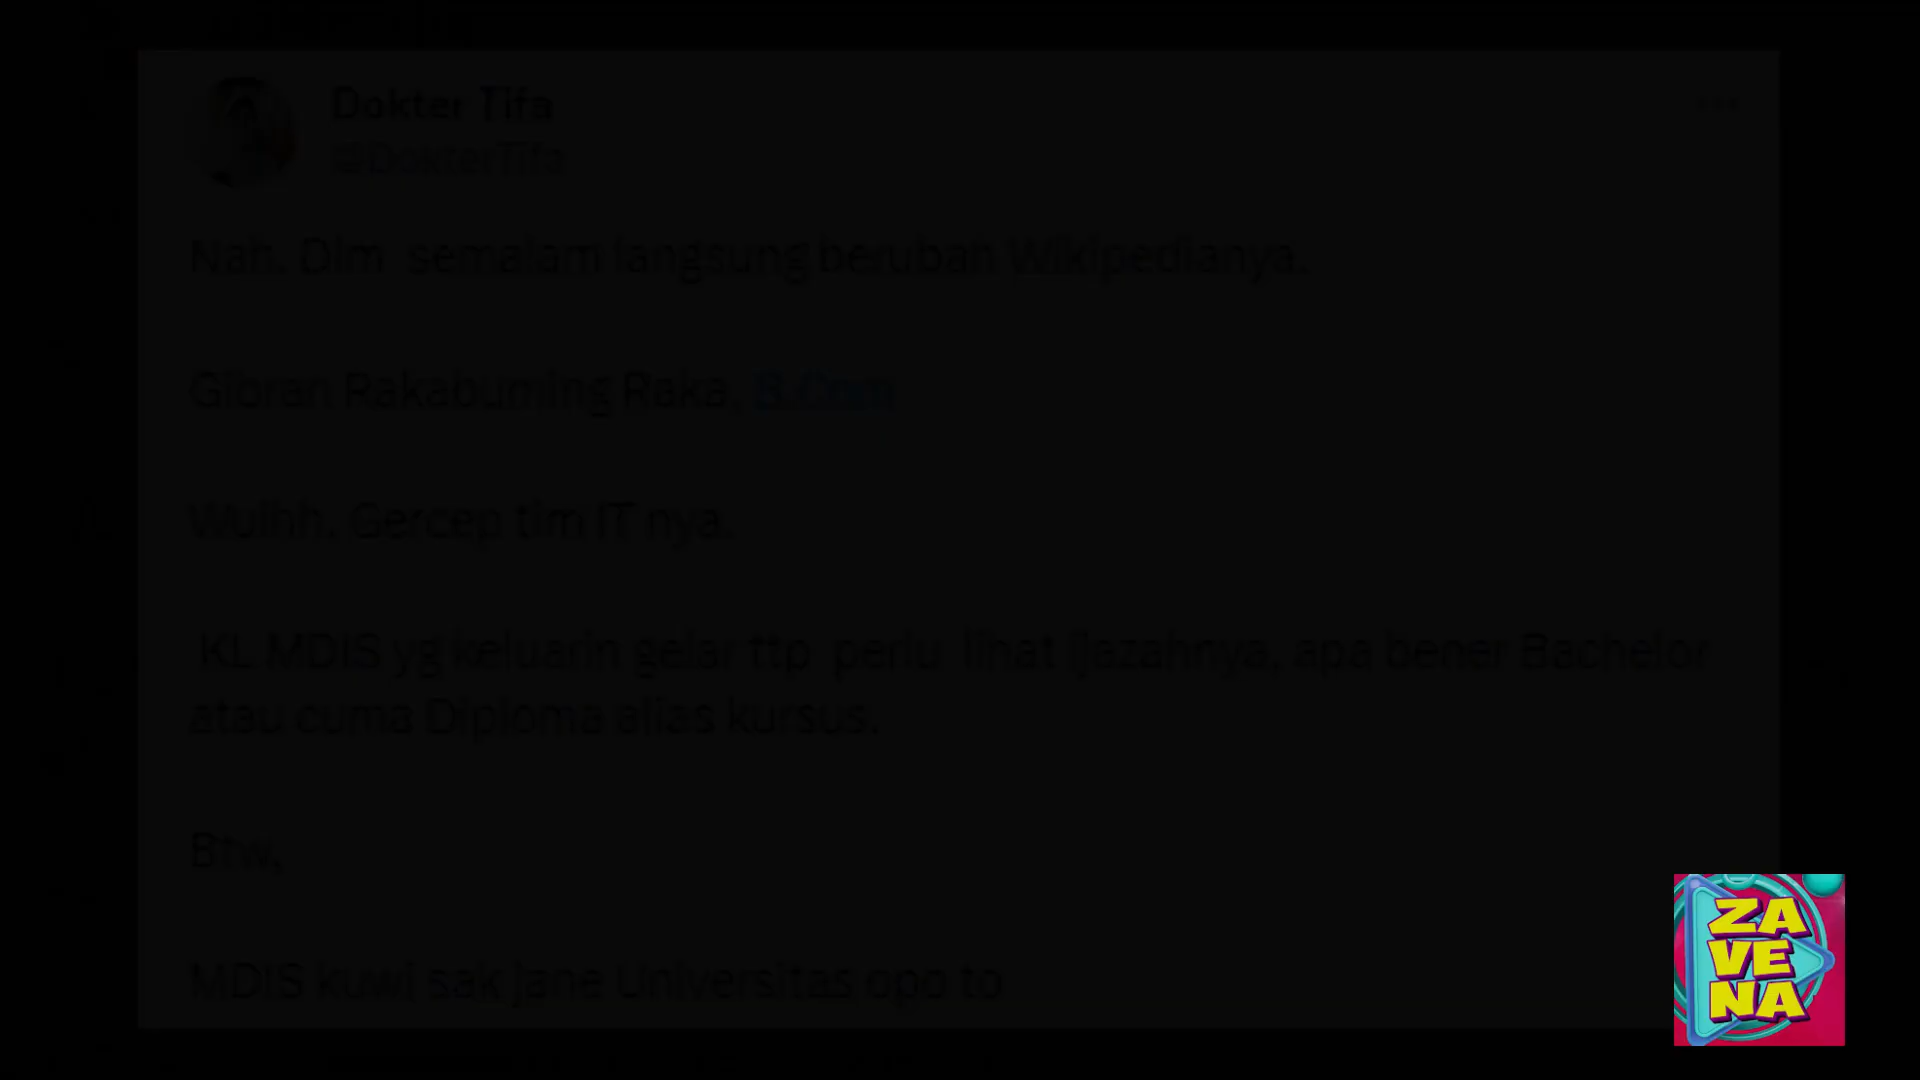 Dokter Tifa
@DokterTifa
Nah. Dlm semalam langsung berubah Wikipedianya.
Gibran Rakabuming Raka, B.Com
Wuihh, Gercep tim IT nya.
KL MDIS yg keluarin gelar ttp perlu lihat Ijazahnya, apa bener Bachelor
atau cuma Diploma alias kursus.
Btw,
MDIS kuwi sak jane Universitas opo to
ZA
VE
NA